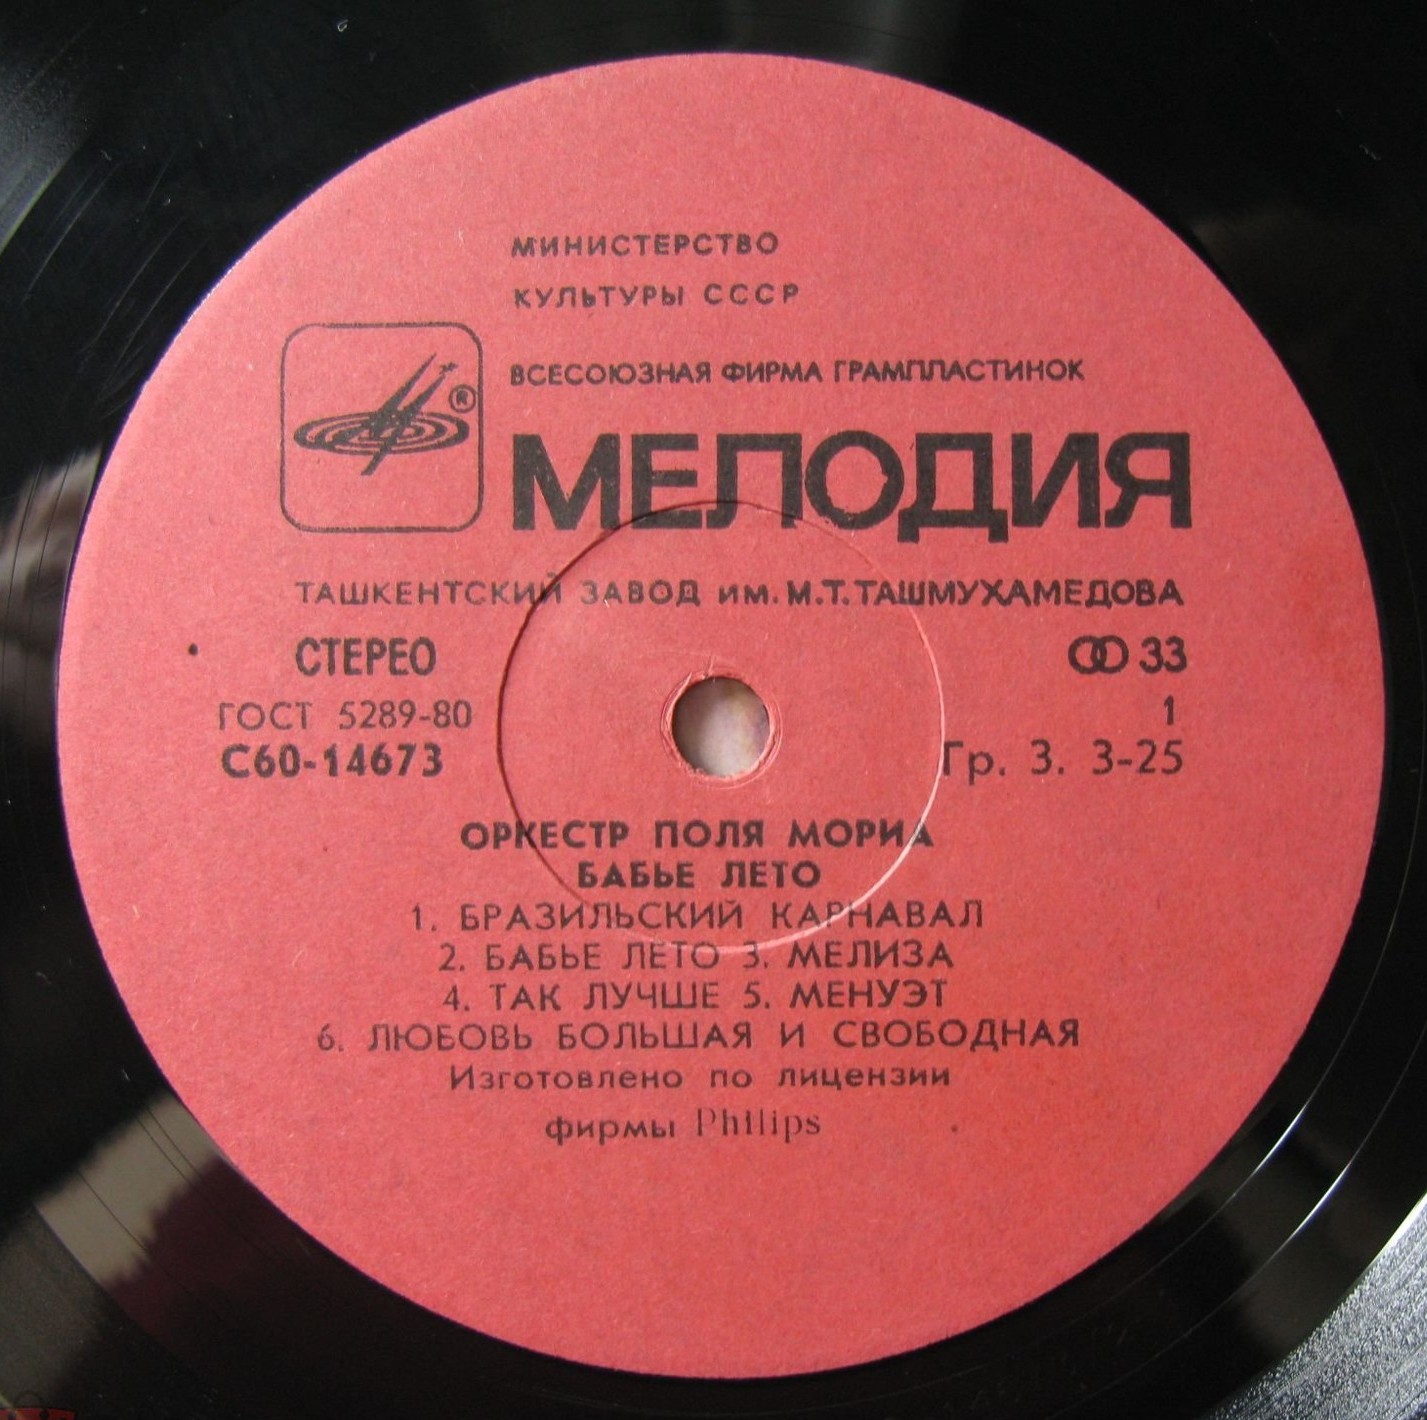 МИНИСТЕРСТВО
КУЛЬТУРЫ СССР
ВСЕСОЮЗНАЯ ФИРМА ГРАМПЛАСТИНОК
®
МЕЛОДИЯ
ТАШКЕНТСКИЙ ЗАВОД им. М.Т. ТАШМУХАМЕДОВА
СТЕРЕО 33
ГОСТ 5289-80 1
С60-14673 Гр. 3. 3-25
ОРКЕСТР ПОЛЯ МОРИА
БАБЬЕ ЛЕТО
1. БРАЗИЛЬСКИЙ КАРНАВАЛ
2. БАБЬЕ ЛЕТО 3. МЕЛИЗА
4. ТАК ЛУЧШЕ 5. МЕНУЭТ
6. ЛЮБОВЬ БОЛЬШАЯ И СВОБОДНАЯ
Изготовлено по лицензии
фирмы Philips